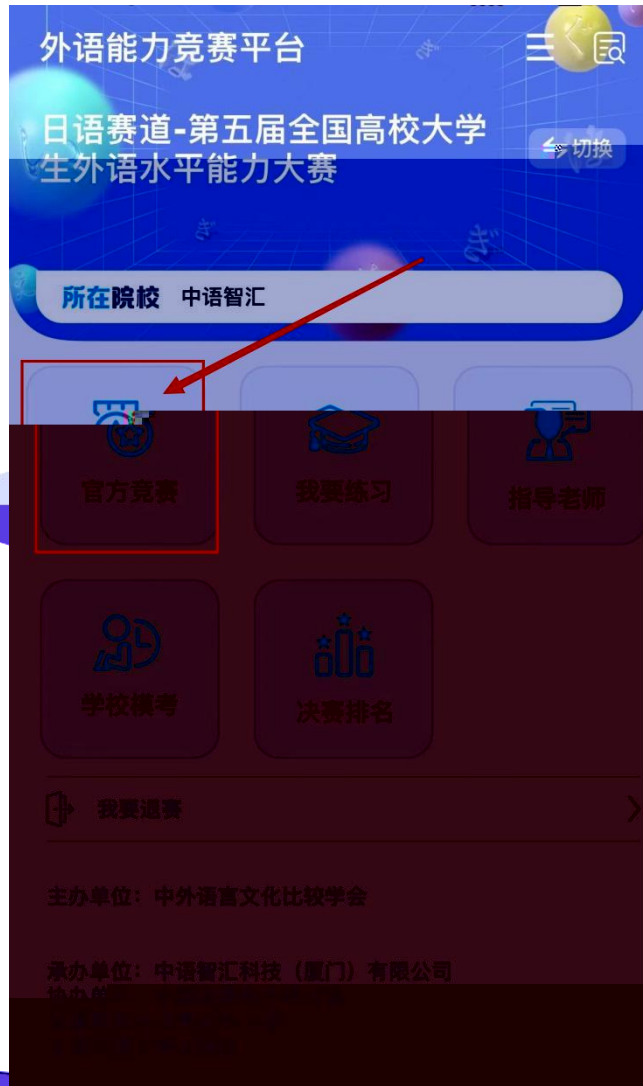 外语能力竞赛平台
日语赛道-第五届全国高校大学
生外语水平能力大赛
切换
所在院校 中语智汇
官方竞赛 我要练习 指导老师
学校模考 决赛排名
我要退赛
主办单位：中外语言文化比较学会
承办单位：中语智汇科技（厦门）有限公司